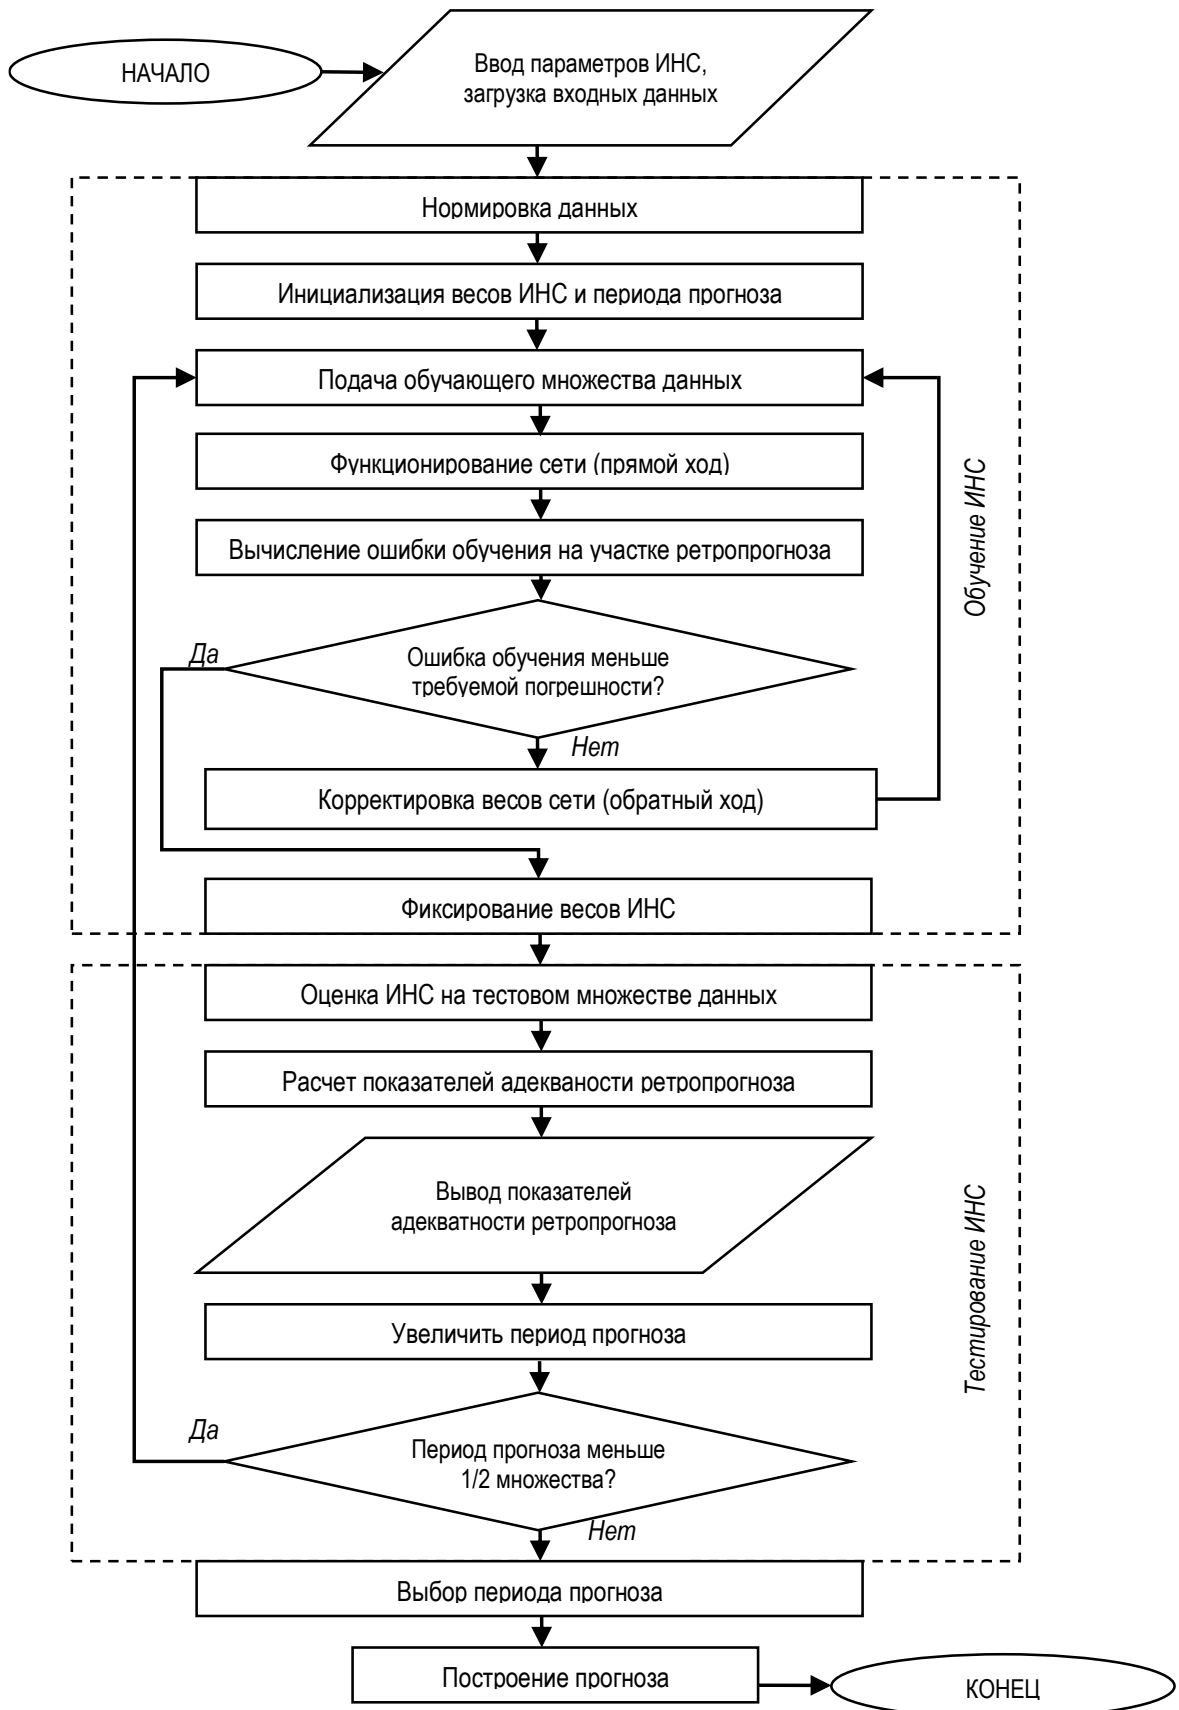 НАЧАЛО
Ввод параметров ИНС,
загрузка входных данных
Нормировка данных
Инициализация весов ИНС и периода прогноза
Подача обучающего множества данных
Функционирование сети (прямой ход)
Вычисление ошибки обучения на участке ретропрогноза
Обучение ИНС
Да
Ошибка обучения меньше
требуемой погрешности?
Нет
Корректировка весов сети (обратный ход)
Фиксирование весов ИНС
Оценка ИНС на тестовом множестве данных
Расчет показателей адекваности ретропрогноза
Вывод показателей
адекватности ретропрогноза
Тестирование ИНС
Увеличить период прогноза
Да
Период прогноза меньше
1/2 множества?
Нет
Выбор периода прогноза
Построение прогноза
КОНЕЦ